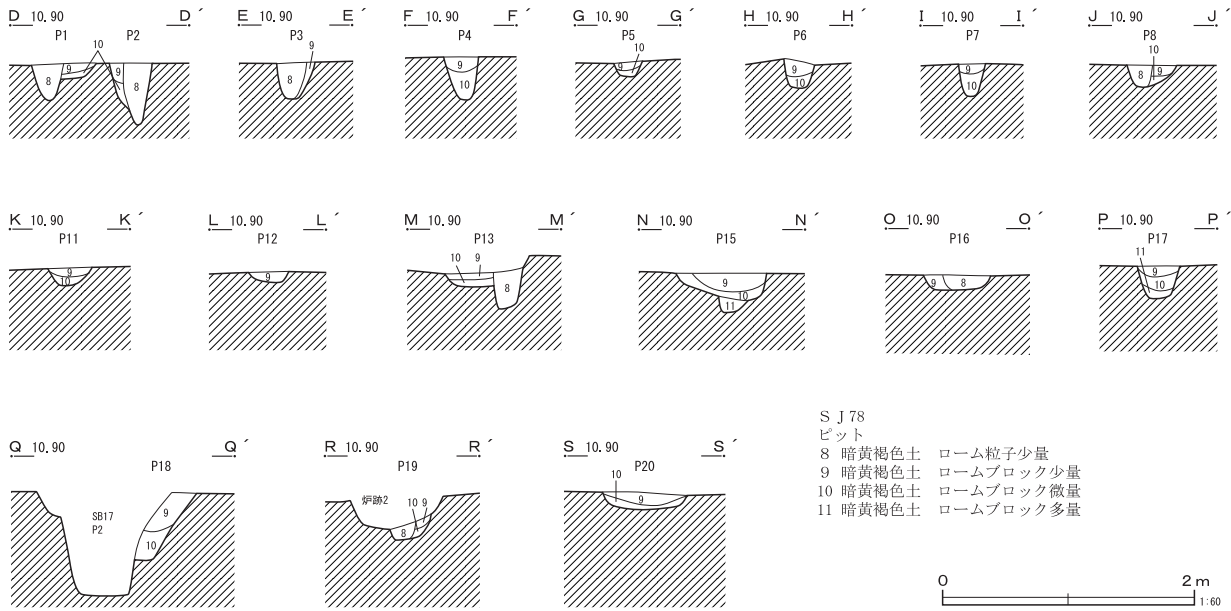 D 10.90 D´
P1 P2
10
9 9
8 8
E 10.90 E´
P3
9
8
F 10.90 F´
P4
9
10
G 10.90 G´
P5
10
9
H 10.90 H´
P6
9
10
I 10.90 I´
P7
9
10
J 10.90 J´
P8
10
8 9
K 10.90 K´
P11
9
10
L 10.90 L´
P12
9
M 10.90 M´
P13
10 9
8
N 10.90 N´
P15
9
10
11
O 10.90 O´
P16
9 8
P 10.90 P´
P17
11
9
10
Q 10.90 Q´
P18
SB17
P2
9
10
R 10.90 R´
P19
炉跡2
10 9
8
S 10.90 S´
P20
10
9
SJ78
ピット
8 暗黄褐色土 ローム粒子少量
9 暗黄褐色土 ロームブロック少量
10 暗黄褐色土 ロームブロック微量
11 暗黄褐色土 ロームブロック多量
0 2m
1:60